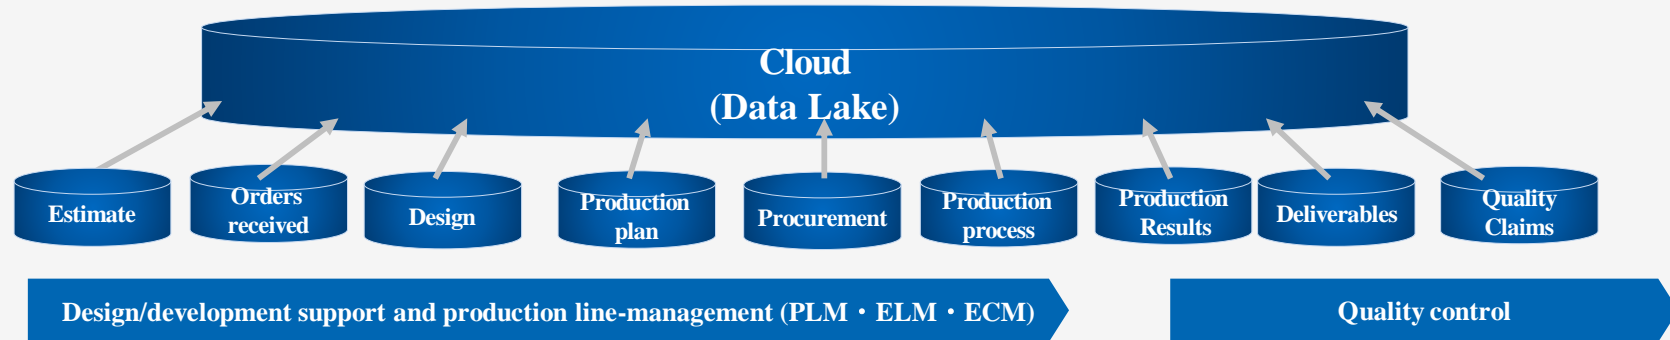 Cloud
(Data Lake)
Estimate
Orders
received
Design
Production
plan
Procurement
Production
process
Production
Results
Deliverables
Quality
Claims
Design/development support and production line-management (PLM・ELM・ECM)
Quality control